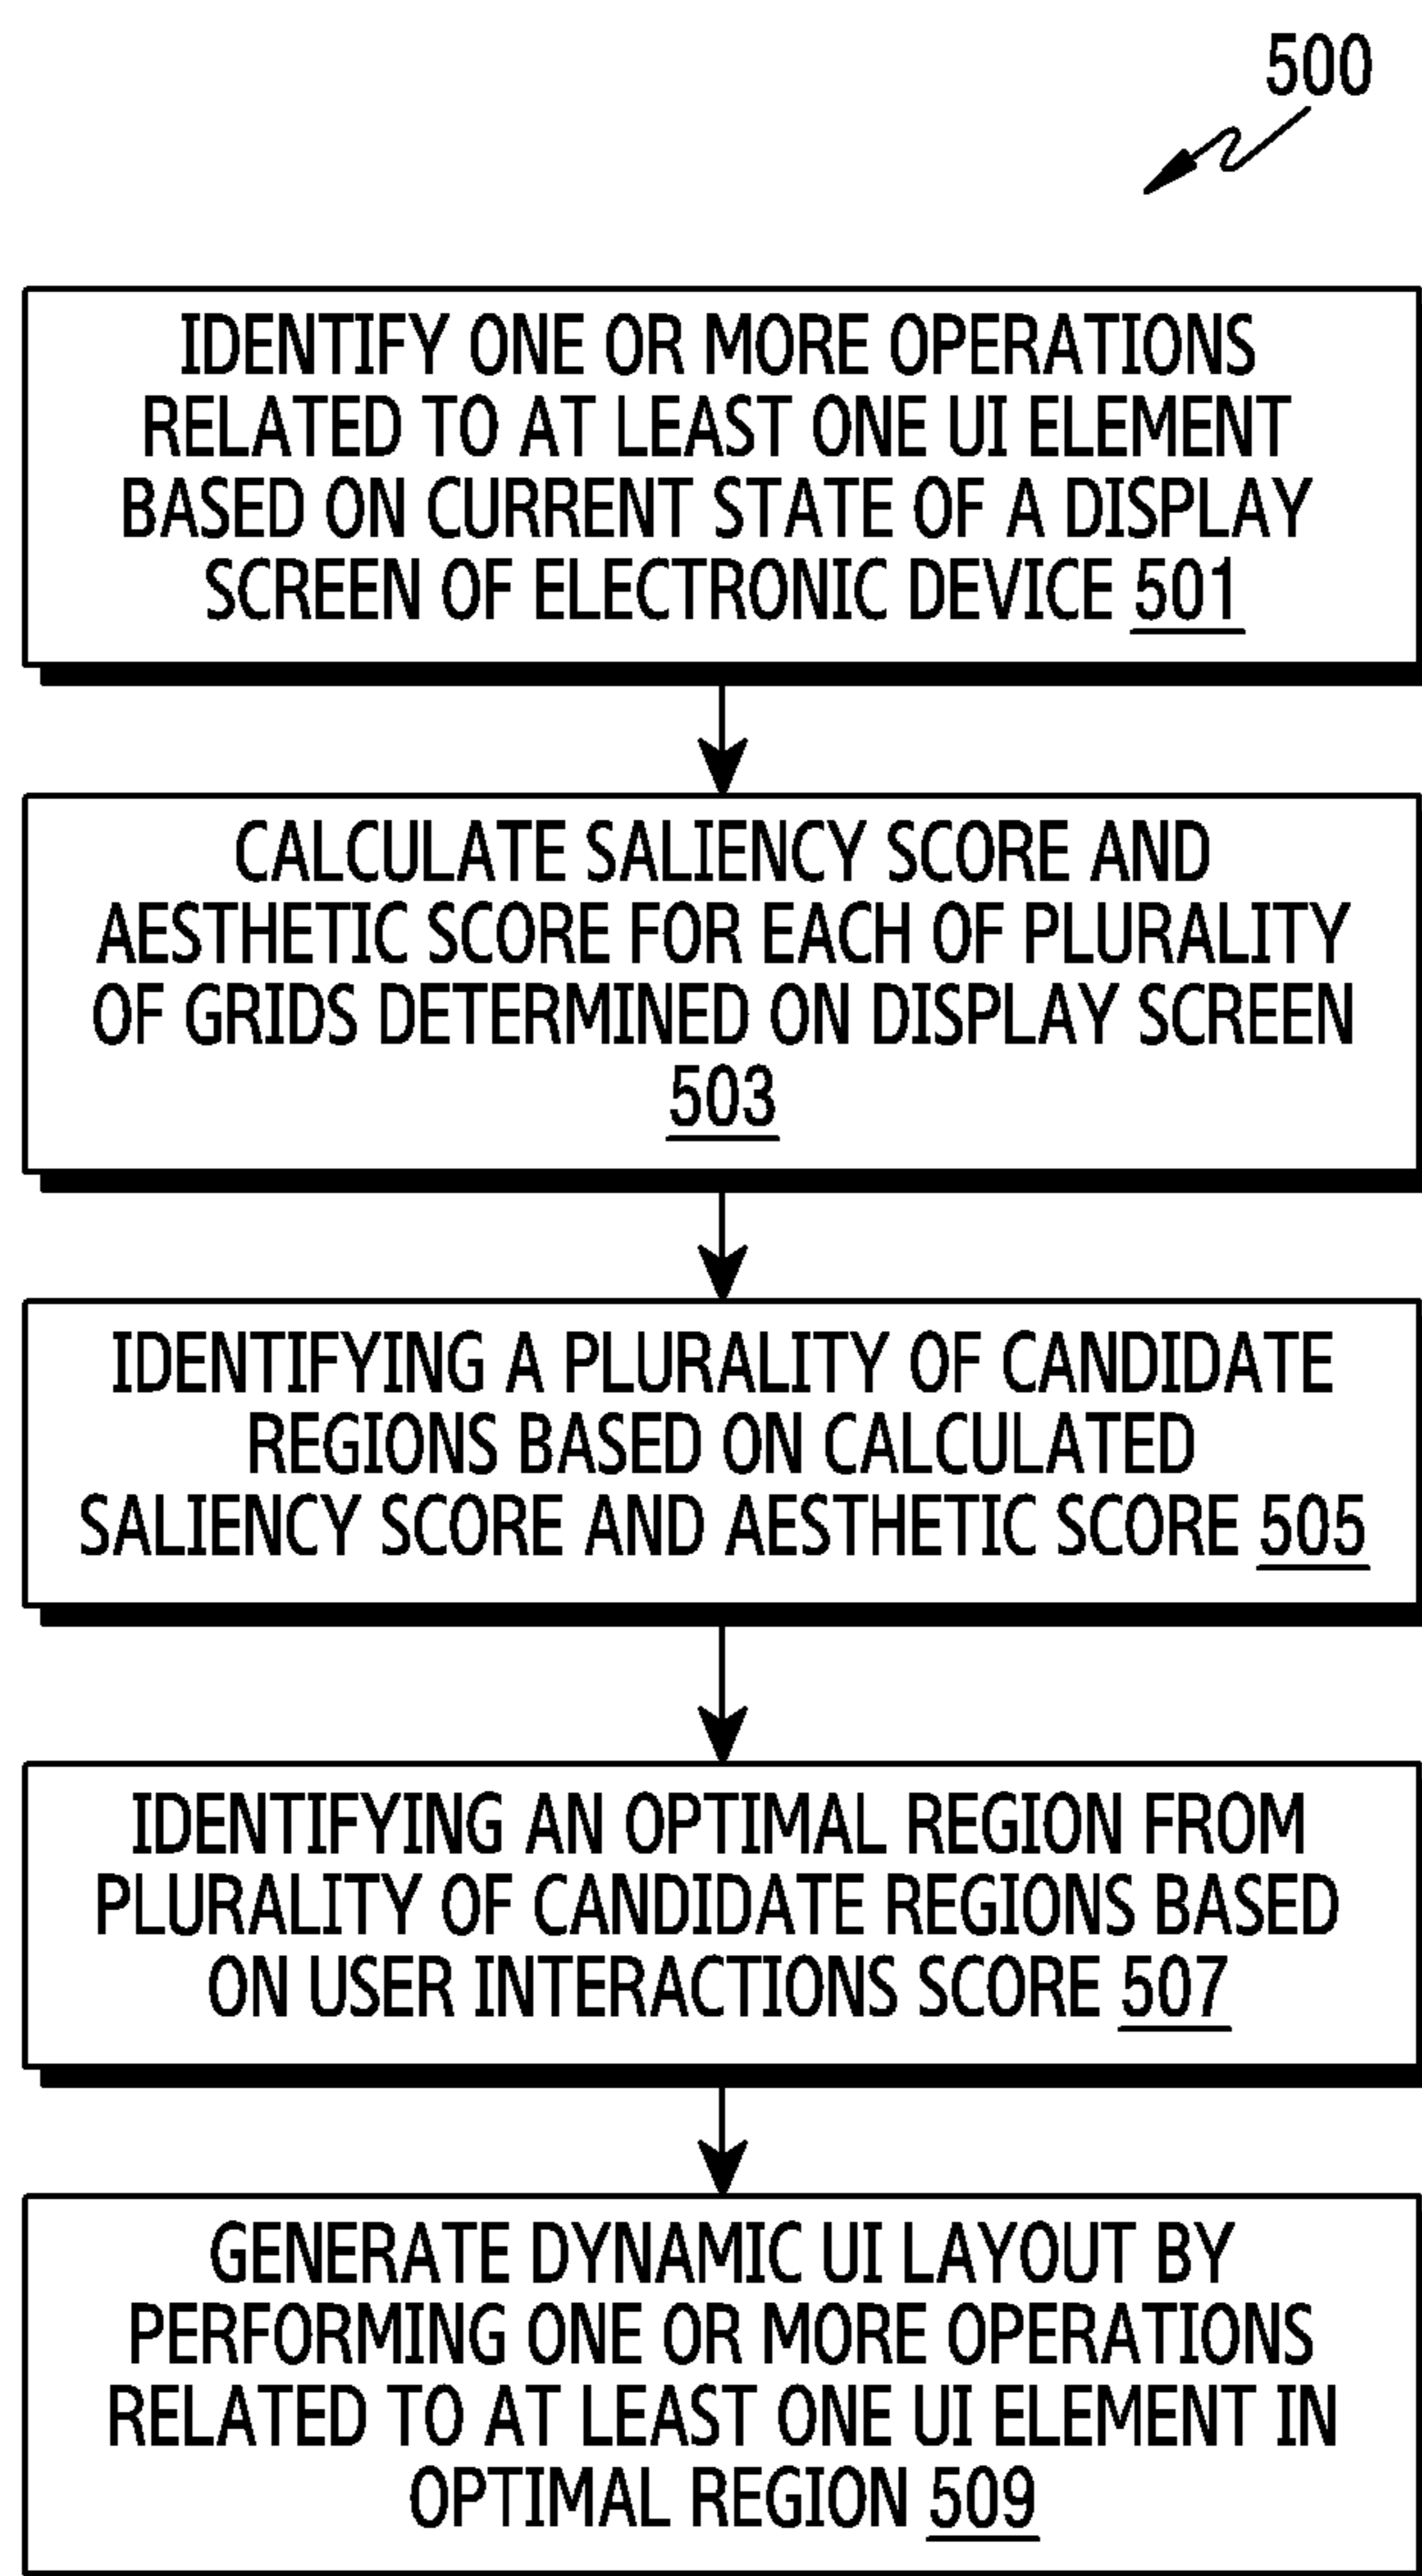 500
IDENTIFY ONE OR MORE OPERATIONS
RELATED TO AT LEAST ONE UI ELEMENT
BASED ON CURRENT STATE OF A DISPLAY
SCREEN OF ELECTRONIC DEVICE 501
CALCULATE SALIENCY SCORE AND
AESTHETIC SCORE FOR EACH OF PLURALITY
OF GRIDS DETERMINED ON DISPLAY SCREEN
503
IDENTIFYING A PLURALITY OF CANDIDATE
REGIONS BASED ON CALCULATED
SALIENCY SCORE AND AESTHETIC SCORE 505
IDENTIFYING AN OPTIMAL REGION FROM
PLURALITY OF CANDIDATE REGIONS BASED
ON USER INTERACTIONS SCORE 507
GENERATE DYNAMIC UI LAYOUT BY
PERFORMING ONE OR MORE OPERATIONS
RELATED TO AT LEAST ONE UI ELEMENT IN
OPTIMAL REGION 509